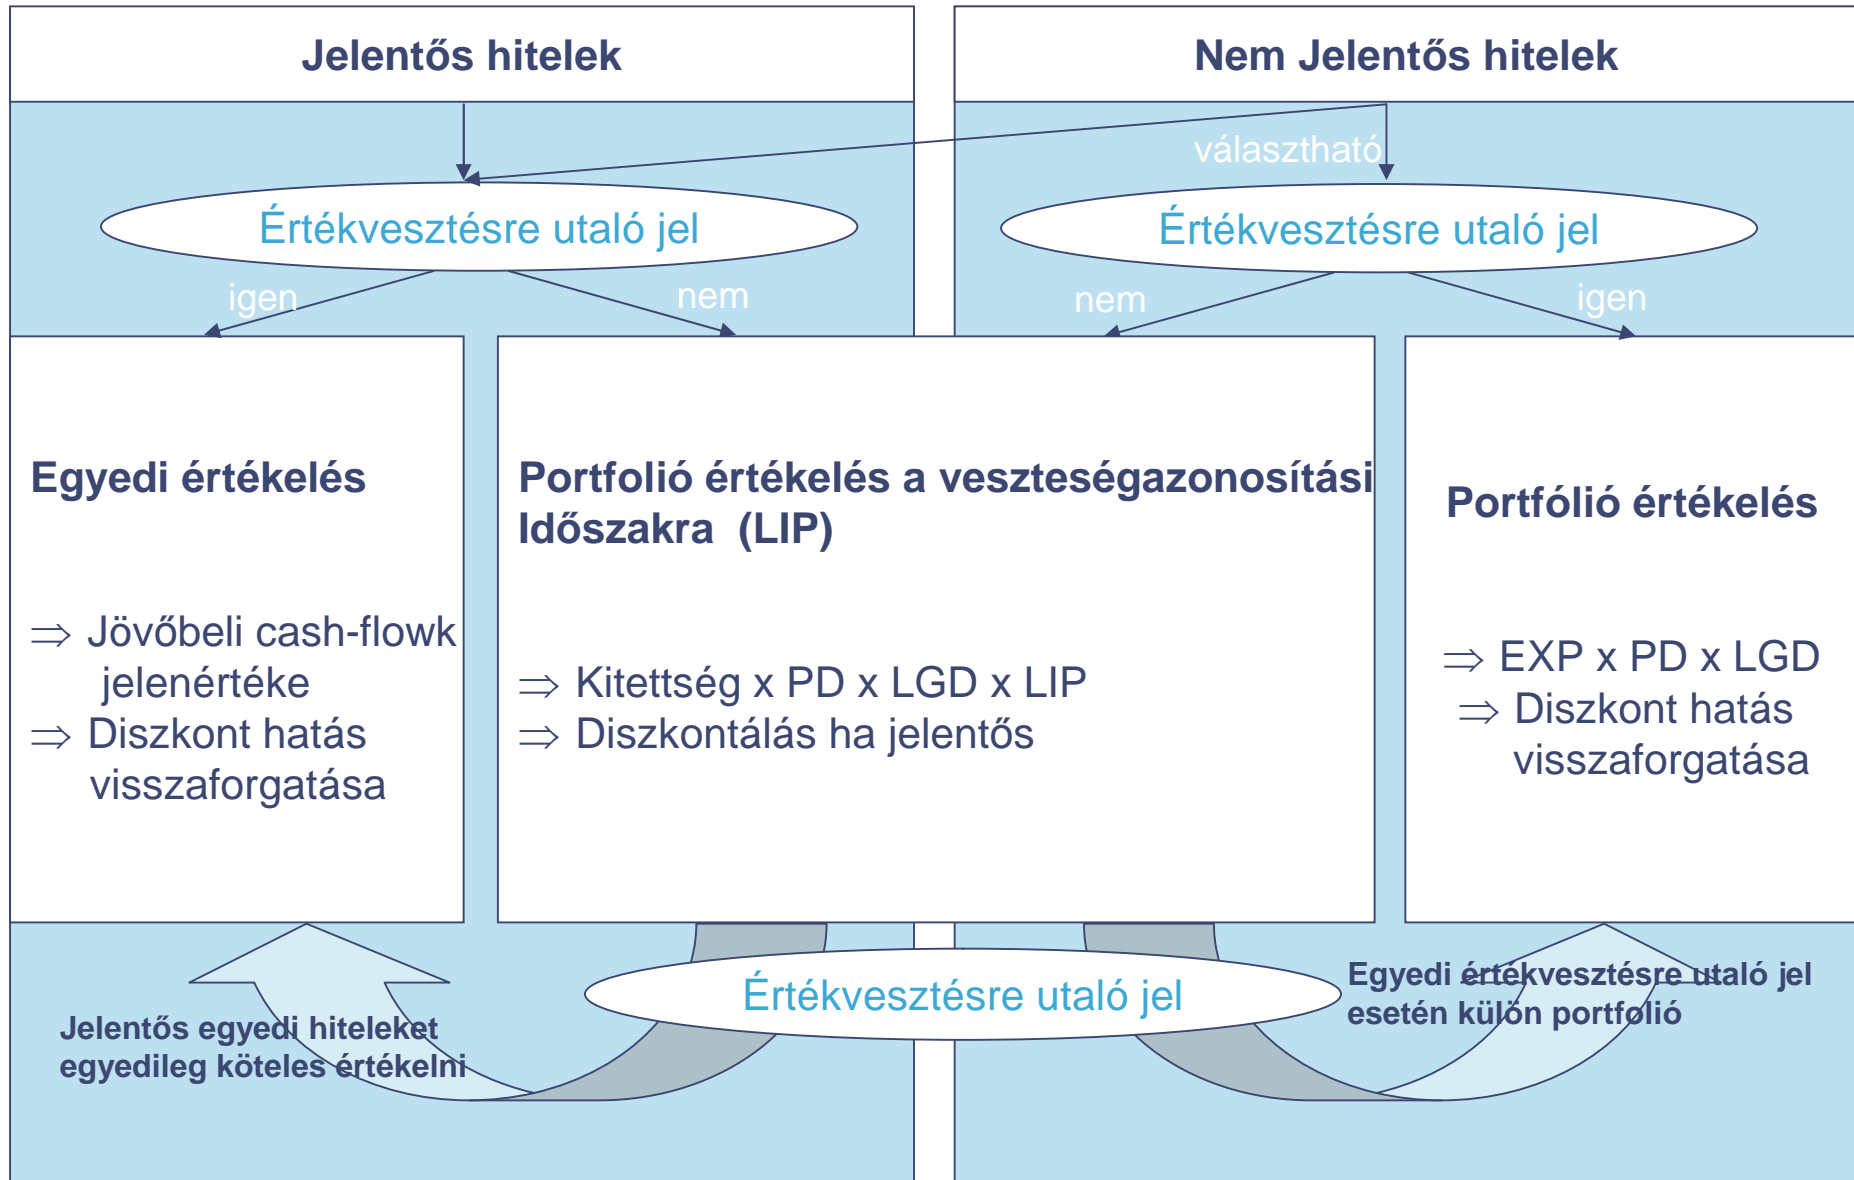 Jelentős hitelek
Nem Jelentős hitelek
választható
Értékvesztésre utaló jel
Értékvesztésre utaló jel
igen
nem
nem
igen
Egyedi értékelés
⇒ Jövőbeli cash-flowk
jelenértéke
⇒ Diszkont hatás
visszaforgatása
Portfolió értékelés a veszteségazonosítási
Időszakra (LIP)
⇒ Kitettség x PD x LGD x LIP
⇒ Diszkontálás ha jelentős
Portfólió értékelés
⇒ EXP x PD x LGD
⇒ Diszkont hatás
visszaforgatása
Értékvesztésre utaló jel
Jelentős egyedi hiteleket
egyedileg köteles értékelni
Egyedi értékvesztésre utaló jel
esetén külön portfolió